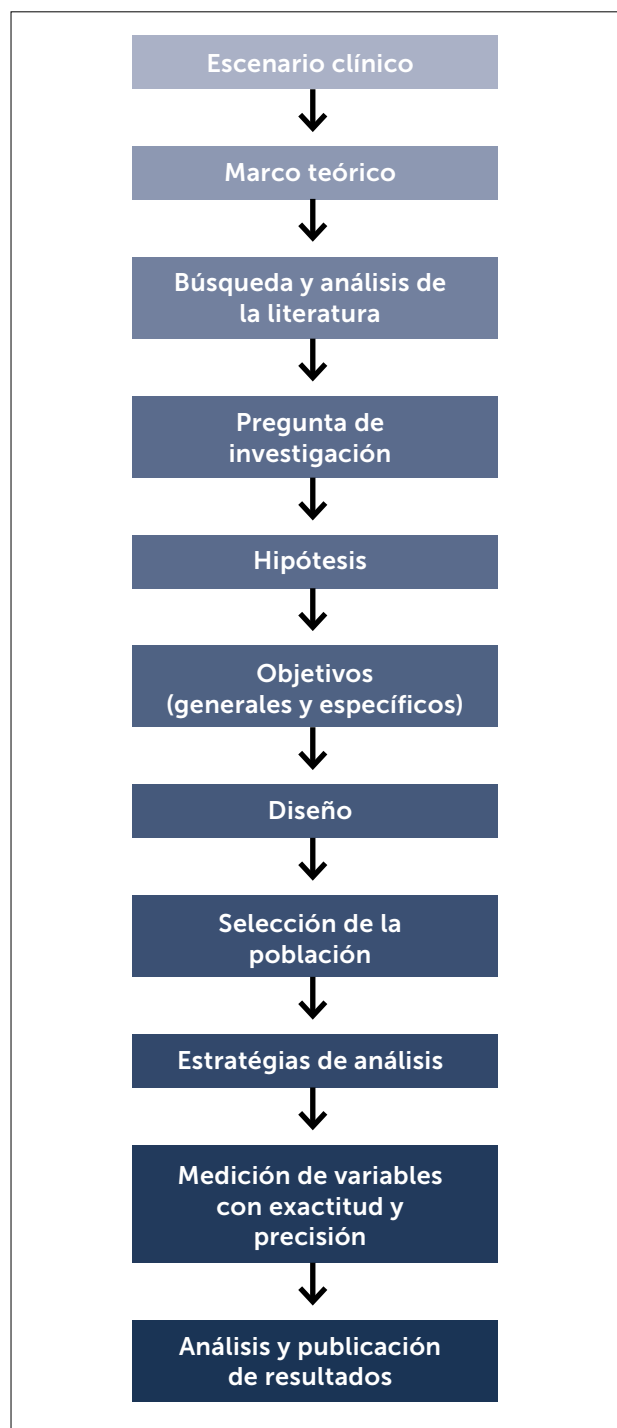 Escenario clínico
Marco teórico
Búsqueda y análisis de
la literatura
Pregunta de
investigación
Hipótesis
Objetivos
(generales y específicos)
Diseño
Selección de la
población
Estratégias de análisis
Medición de variables
con exactitud y
precisión
Análisis y publicación
de resultados